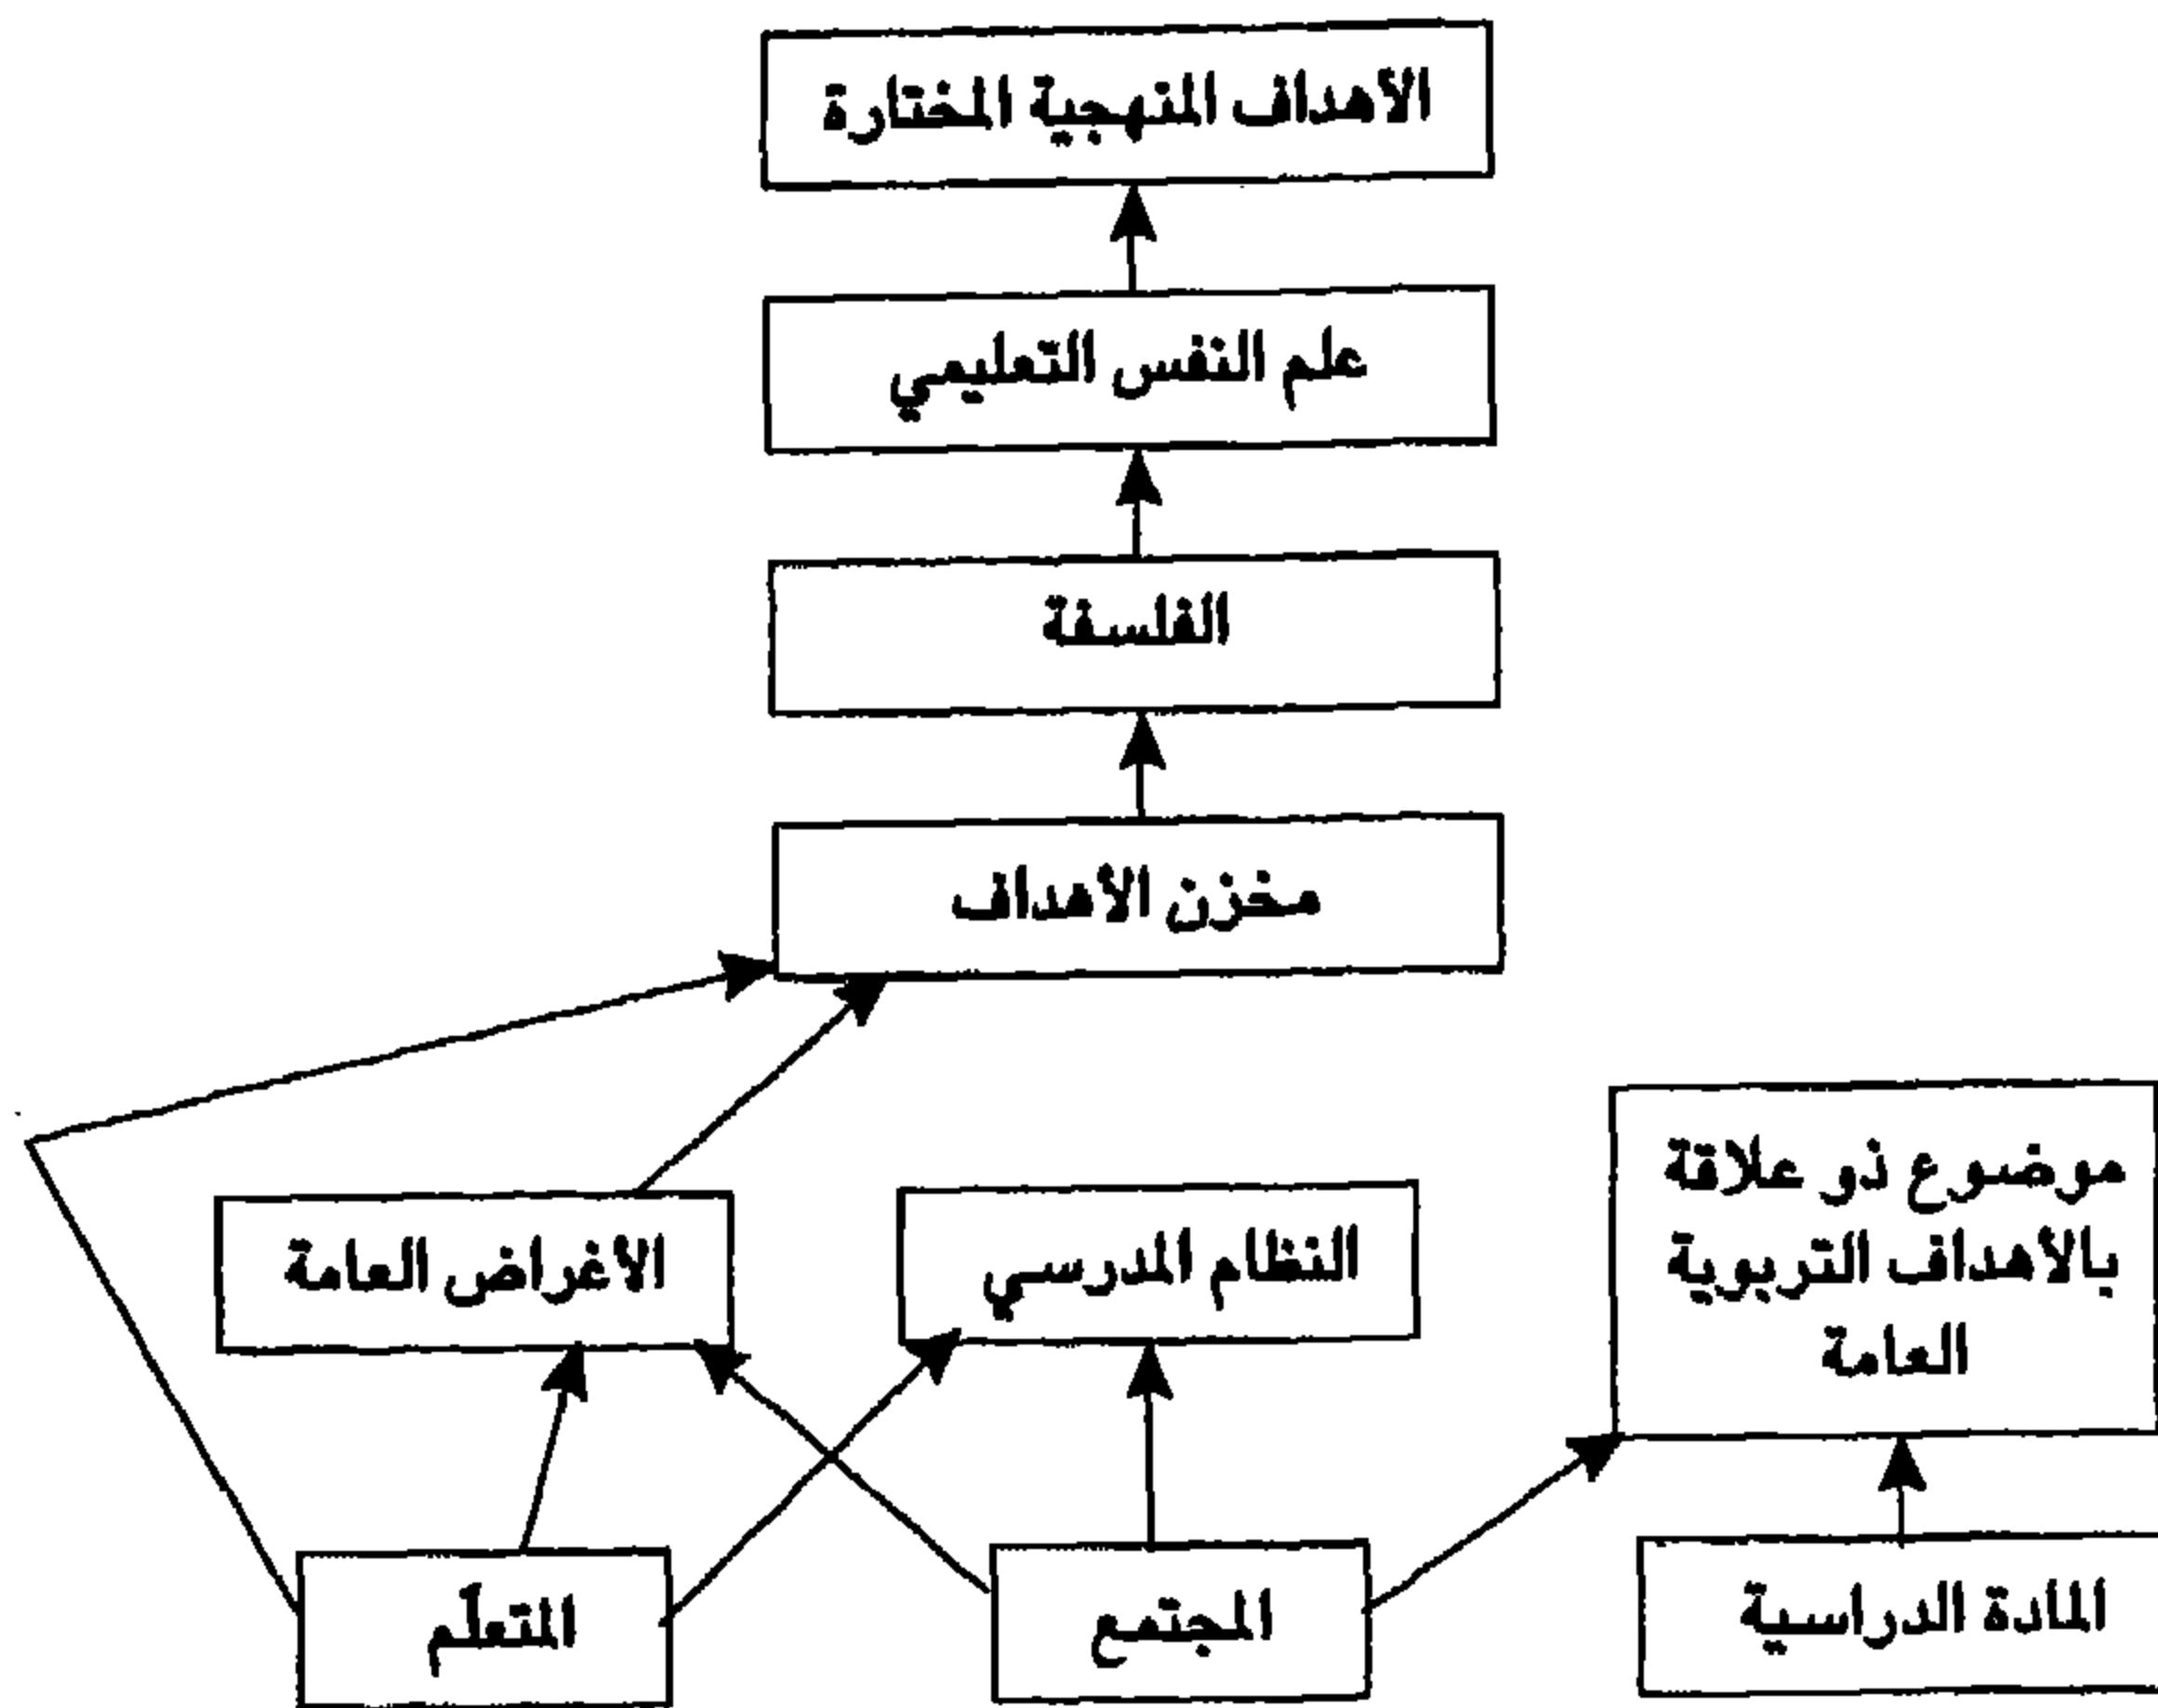 الأهداف المنهجية المختارة
علم النفس التعليمي
الفلسفة
مخزن الأهداف
موضوع ذو علاقة
بالأهداف التربوية
العامة
النظام المدرسي
الأغراض العامة
المادة الدراسية
المجتمع
المتعلّم